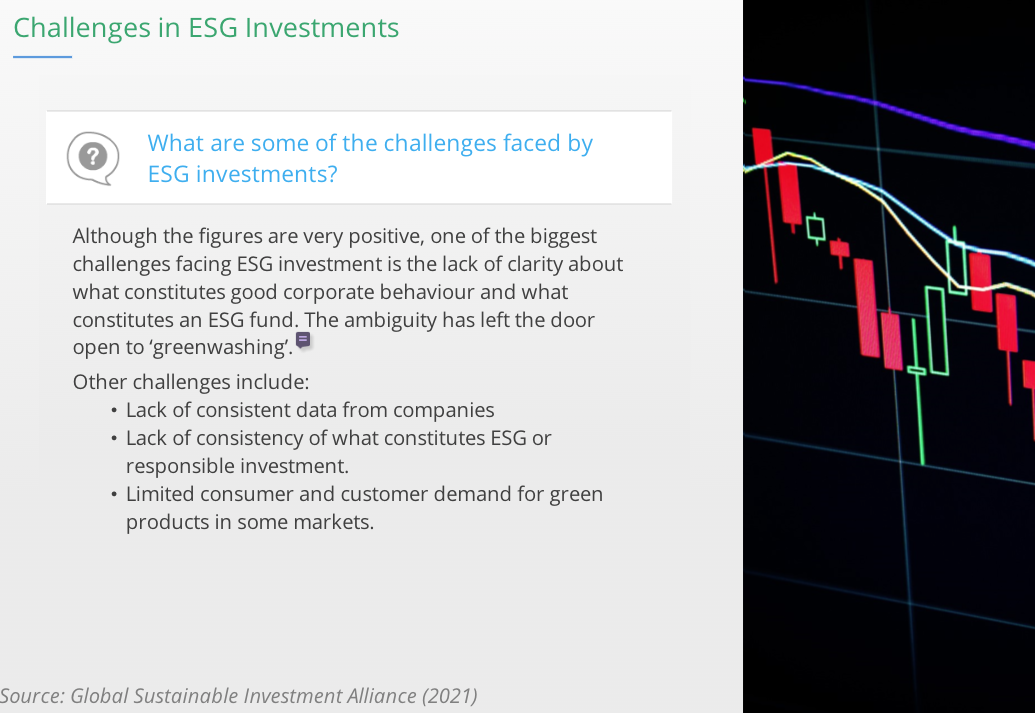 Challenges in ESG Investments
?
What are some of the challenges faced by
ESG investments?
Although the figures are very positive, one of the biggest
challenges facing ESG investment is the lack of clarity about
what constitutes good corporate behaviour and what
constitutes an ESG fund. The ambiguity has left the door
open to ‘greenwashing’.
Other challenges include:
• Lack of consistent data from companies
• Lack of consistency of what constitutes ESG or
responsible investment.
• Limited consumer and customer demand for green
products in some markets.
Source: Global Sustainable Investment Alliance (2021)